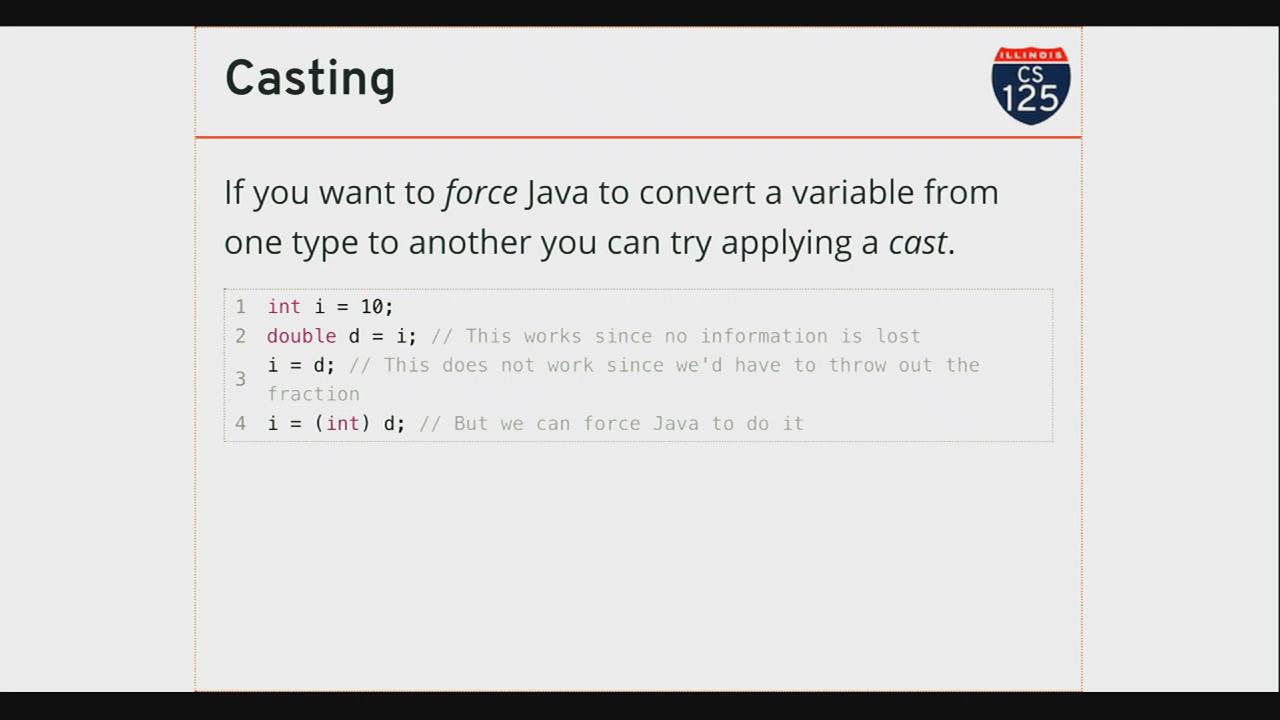 Casting
ILLINOIS
CS
125
If you want to force Java to convert a variable from
one type to another you can try applying a cast.
1 int i = 10;
2 double d = i; // This works since no information is lost
3 i = d; // This does not work since we'd have to throw out the
fraction
4 i = (int) d; // But we can force Java to do it